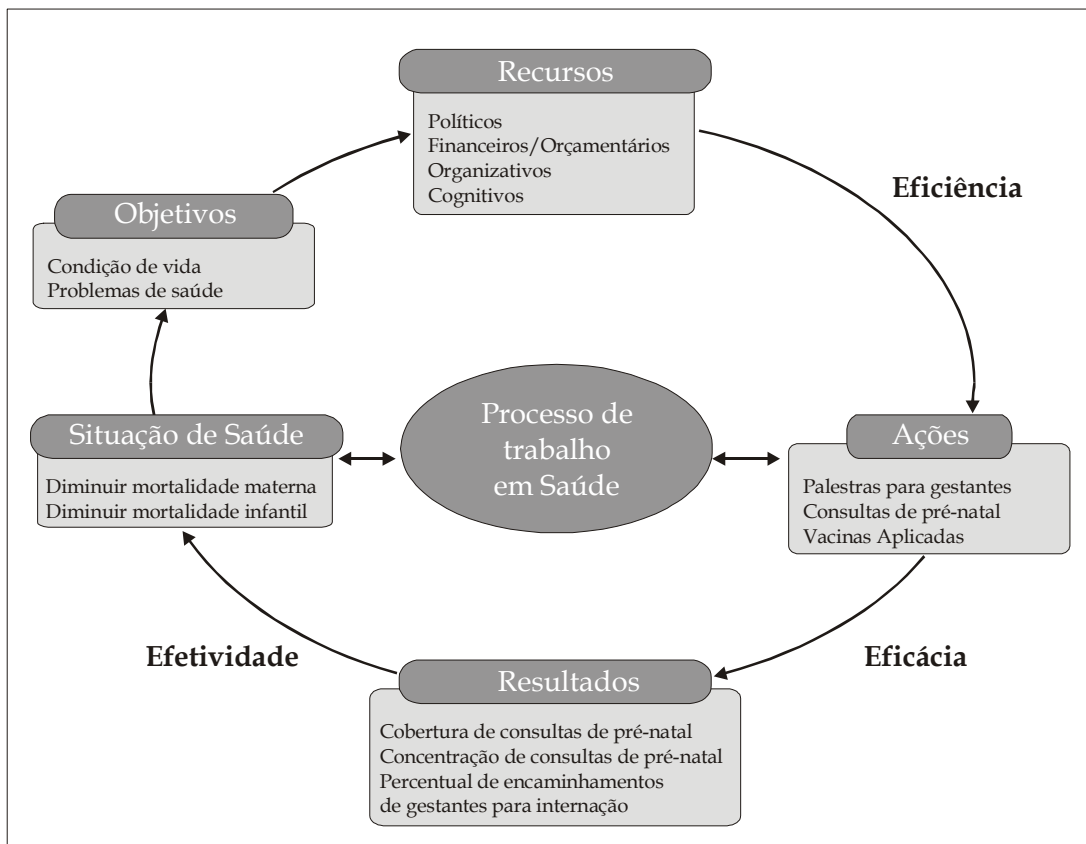 Recursos
Políticos
Financeiros/Orçamentários
Organizativos
Cognitivos
Eficiência
Objetivos
Condição de vida
Problemas de saúde
Situação de Saúde
Diminuir mortalidade materna
Diminuir mortalidade infantil
Processo de
trabalho
em Saúde
Ações
Palestras para gestantes
Consultas de pré-natal
Vacinas Aplicadas
Efetividade
Eficácia
Resultados
Cobertura de consultas de pré-natal
Concentração de consultas de pré-natal
Percentual de encaminhamentos
de gestantes para internação